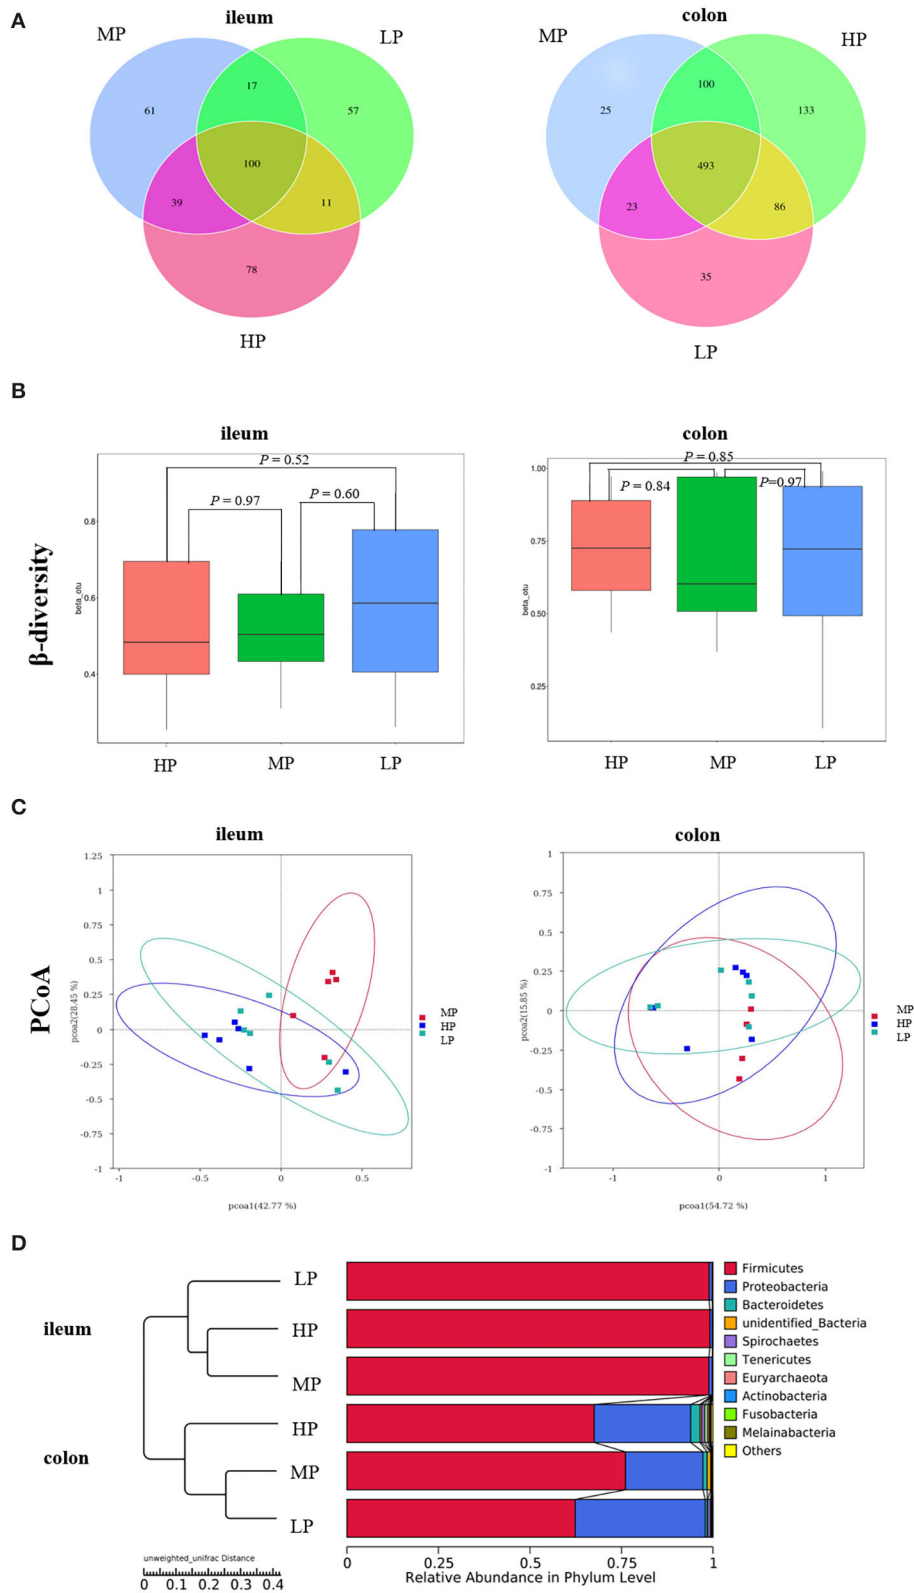 A
ileum
colon
MP
LP
MP
HP
17
61
57
100
39
11
78
HP
100
25
133
493
23
86
35
LP
B
ileum
colon
β-diversity
P = 0.52
P = 0.97
P = 0.60
0.8
0.6
0.4
beta_otu
HP
MP
LP
P = 0.85
P = 0.84
P=0.97
1.00
0.75
0.50
0.25
beta_otu
HP
MP
LP
C
ileum
colon
PCoA
1.25
1
0.75
0.5
0.25
0
-0.25
-0.5
-0.75
-1
pcoa2(28.45 %)
-1
-0.5
0
0.5
pcoa1(42.77 %)
MP
HP
LP
1
0.75
0.5
0.25
0
-0.25
-0.5
-0.75
-1
pcoa2(15.85 %)
-1
0
1
pcoa1(54.72 %)
MP
HP
LP
D
ileum
colon
LP
HP
MP
HP
MP
LP
Firmicutes
Proteobacteria
Bacteroidetes
unidentified_Bacteria
Spirochaetes
Tenericutes
Euryarchaeota
Actinobacteria
Fusobacteria
Melainabacteria
Others
unweighted_unifrac Distance
0 0.1 0.2 0.3 0.4
0 0.25 0.5 0.75 1
Relative Abundance in Phylum Level